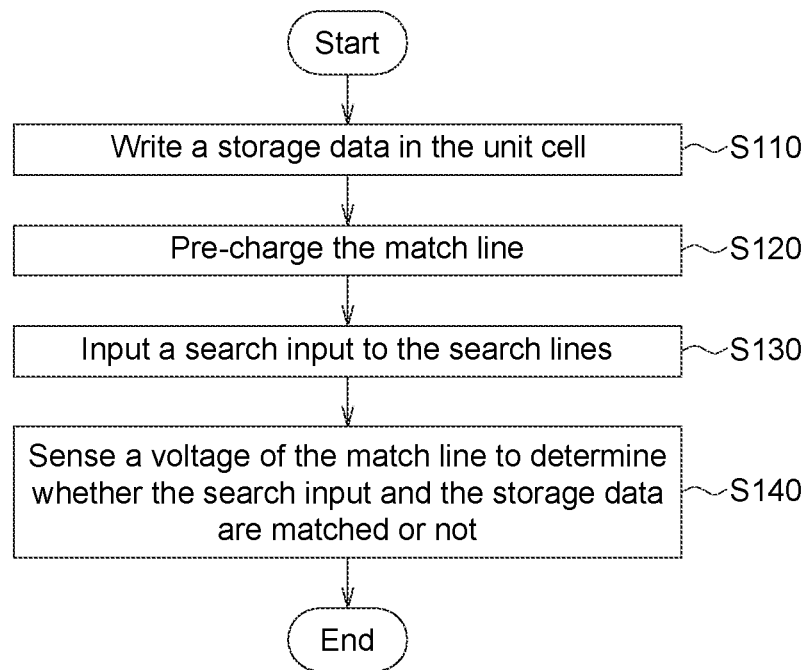 Start
Write a storage data in the unit cell
S110
Pre-charge the match line
S120
Input a search input to the search lines
S130
Sense a voltage of the match line to determine
whether the search input and the storage data
are matched or not
S140
End